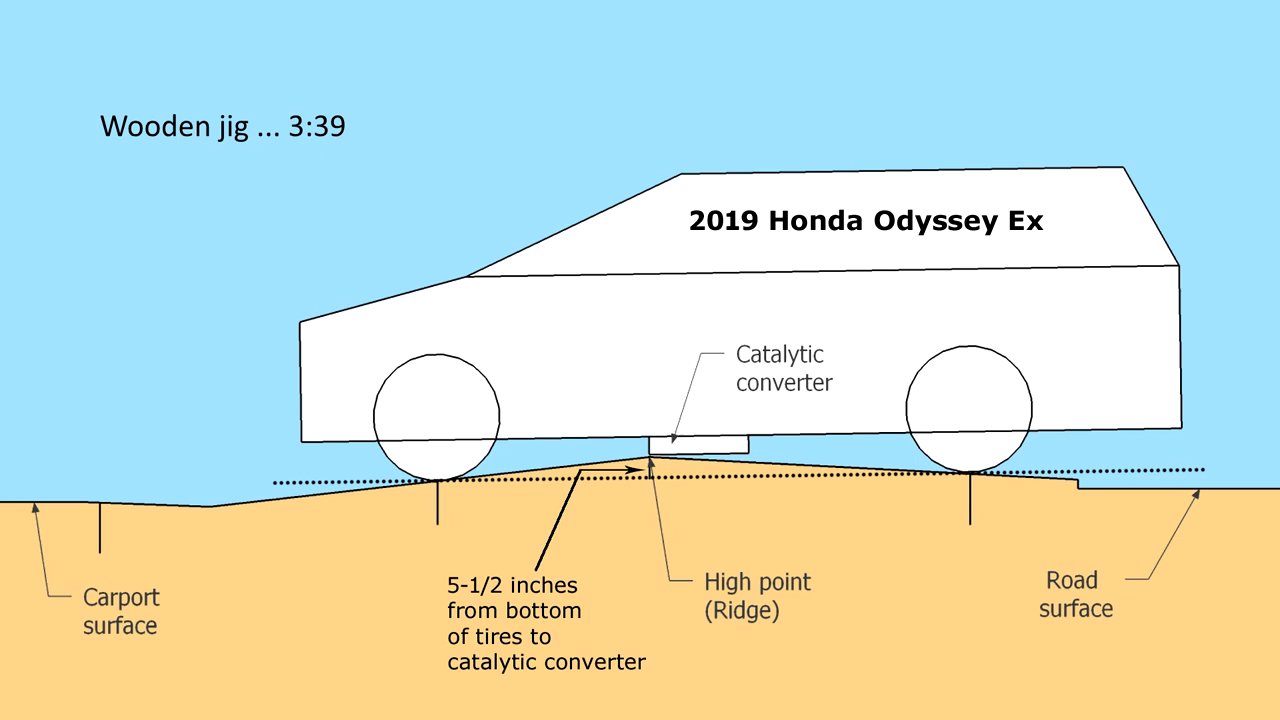 Wooden jig ... 3:39
2019 Honda Odyssey Ex
Catalytic
converter
5-1/2 inches
from bottom
of tires to
catalytic converter
High point
(Ridge)
Road
surface
Carport
surface